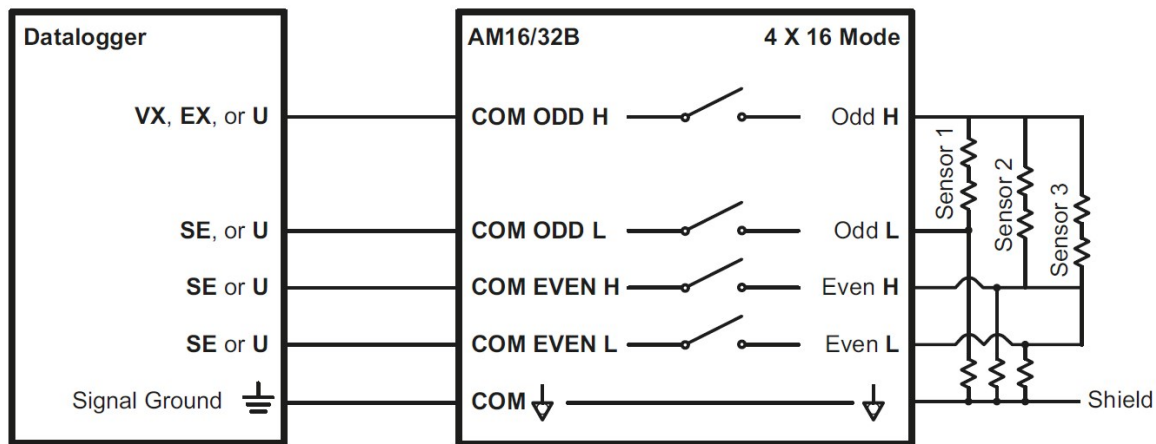 Datalogger
AM16/32B
4 X 16 Mode
VX, EX, or U
COM ODD H
Odd H
SE, or U
COM ODD L
Odd L
SE or U
COM EVEN H
Even H
SE or U
COM EVEN L
Even L
Signal Ground
COM
Sensor 1
Sensor 2
Sensor 3
Shield